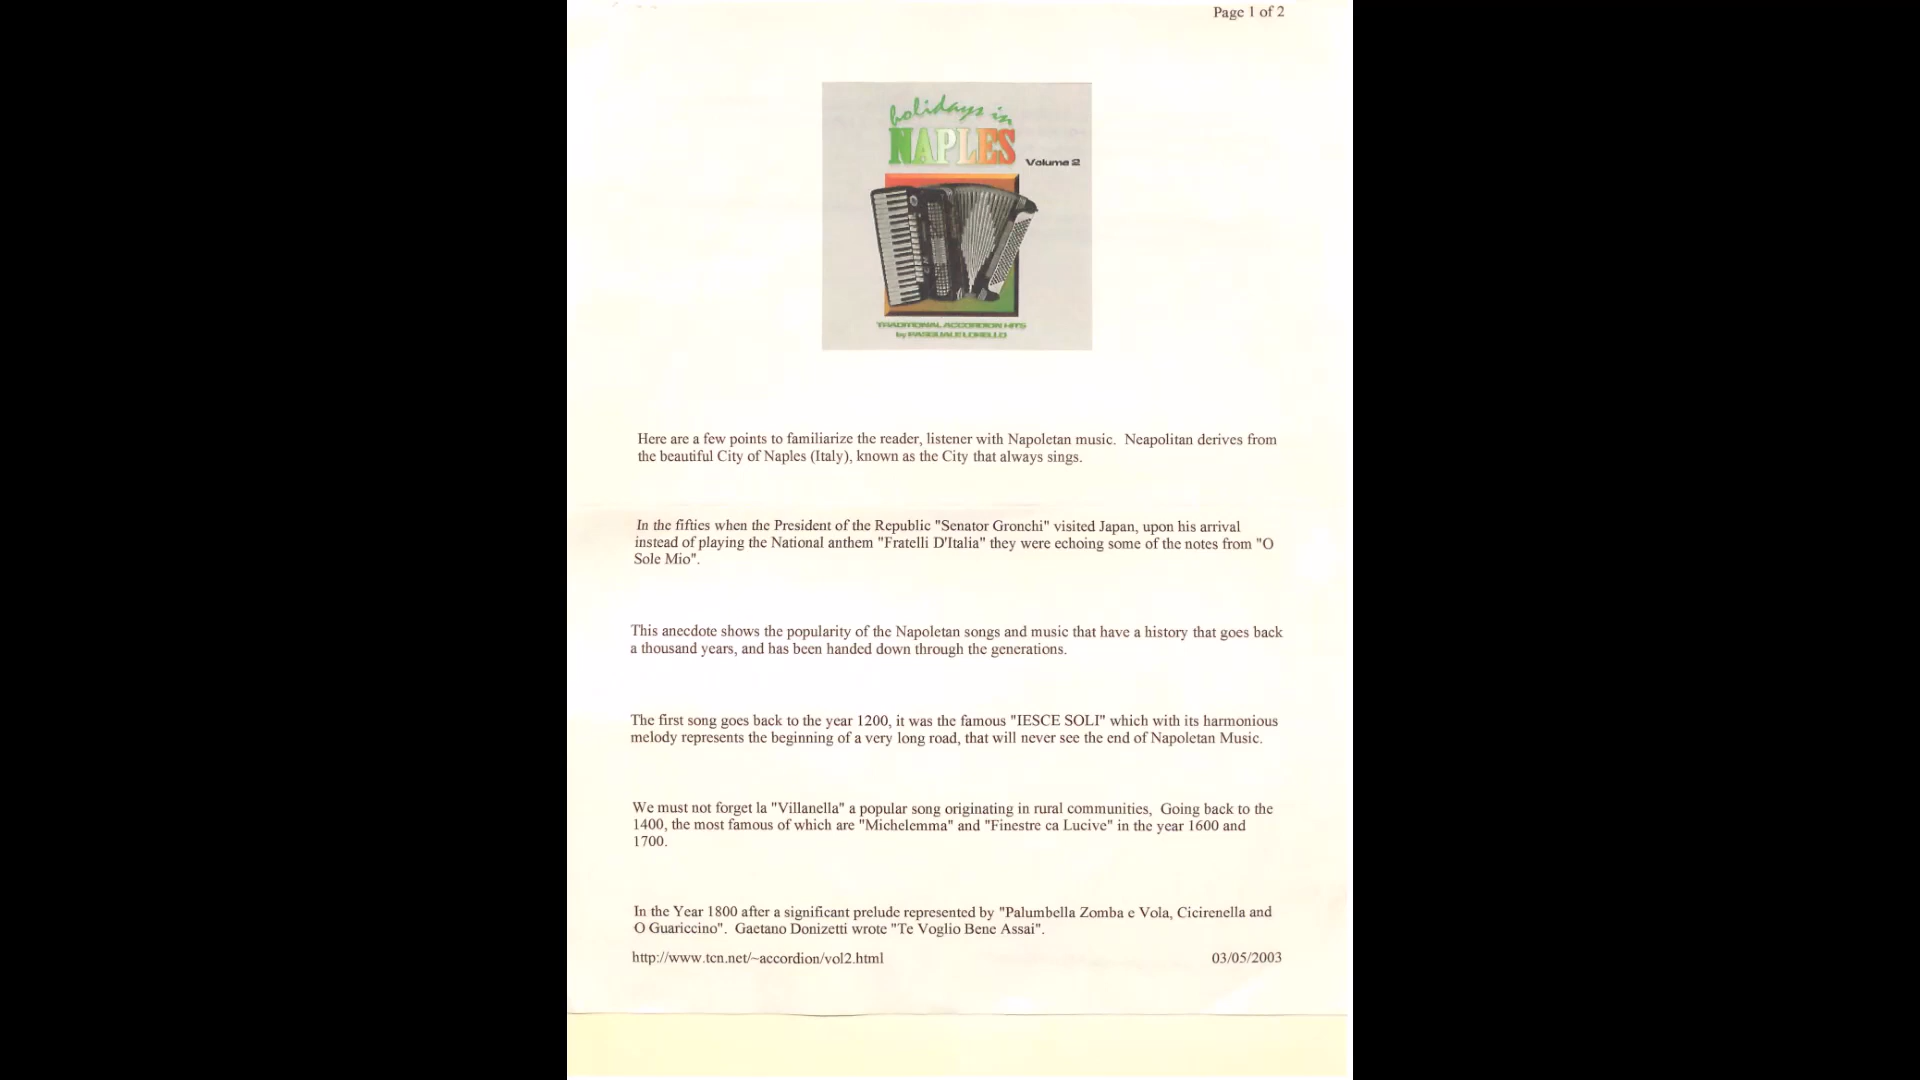 Page 1 of 2
holidays in
NAPLES
Volume 2
TRADITIONAL ACCORDION HITS
by PASQUALE LORELLO
Here are a few points to familiarize the reader, listener with Napoletan music.  Neapolitan derives from
the beautiful City of Naples (Italy), known as the City that always sings.
In the fifties when the President of the Republic "Senator Gronchi" visited Japan, upon his arrival
instead of playing the National anthem "Fratelli D'Italia" they were echoing some of the notes from "O
Sole Mio".
This anecdote shows the popularity of the Napoletan songs and music that have a history that goes back
a thousand years, and has been handed down through the generations.
The first song goes back to the year 1200, it was the famous "IESCE SOLI" which with its harmonious
melody represents the beginning of a very long road, that will never see the end of Napoletan Music.
We must not forget la "Villanella" a popular song originating in rural communities,  Going back to the
1400, the most famous of which are "Michelemma" and "Finestre ca Lucive" in the year 1600 and
1700.
In the Year 1800 after a significant prelude represented by "Palumbella Zomba e Vola, Cicirenella and
O Guariccino".  Gaetano Donizetti wrote "Te Voglio Bene Assai".
http://www.tcn.net/~accordion/vol2.html
03/05/2003